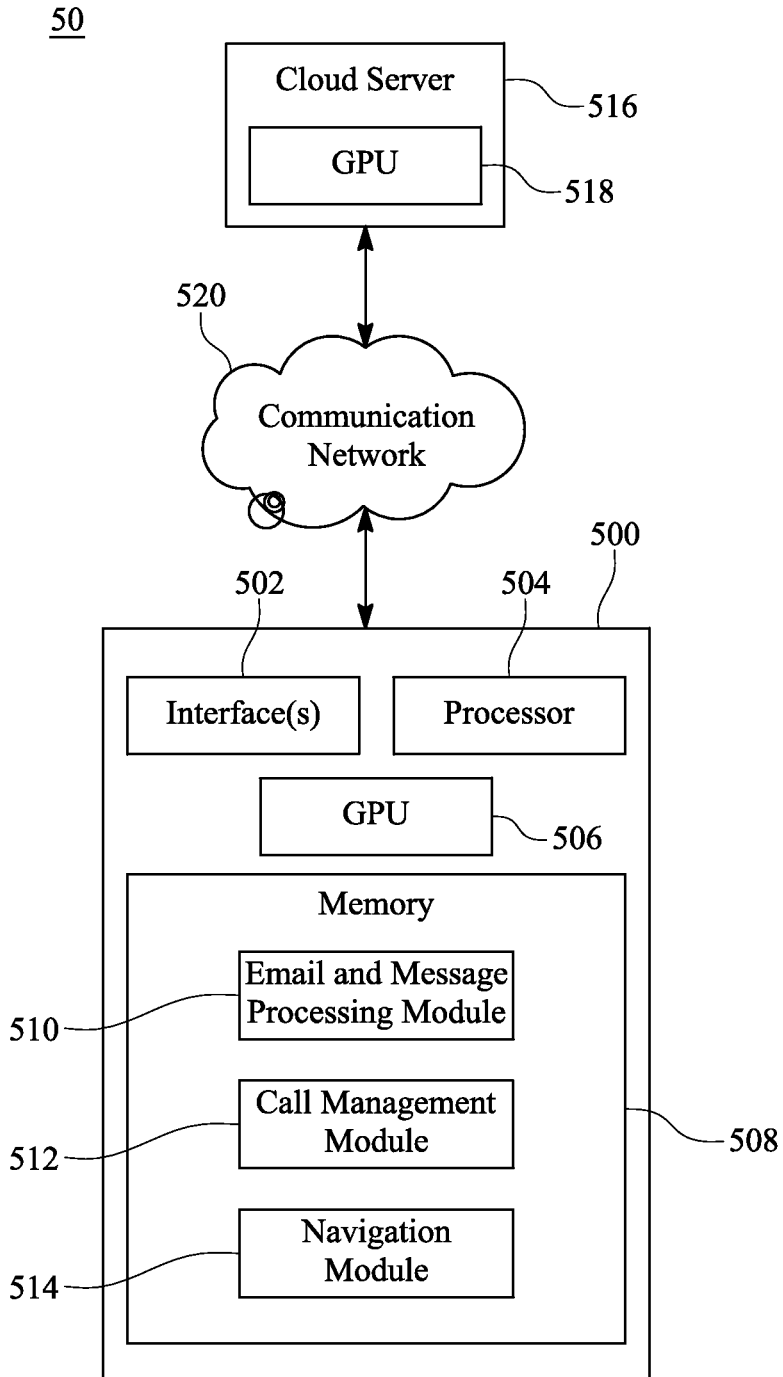 50
Cloud Server
516
GPU
518
520
Communication
Network
500
502
504
Interface(s)
Processor
GPU
506
Memory
Email and Message
Processing Module
510
Call Management
Module
512
508
Navigation
Module
514